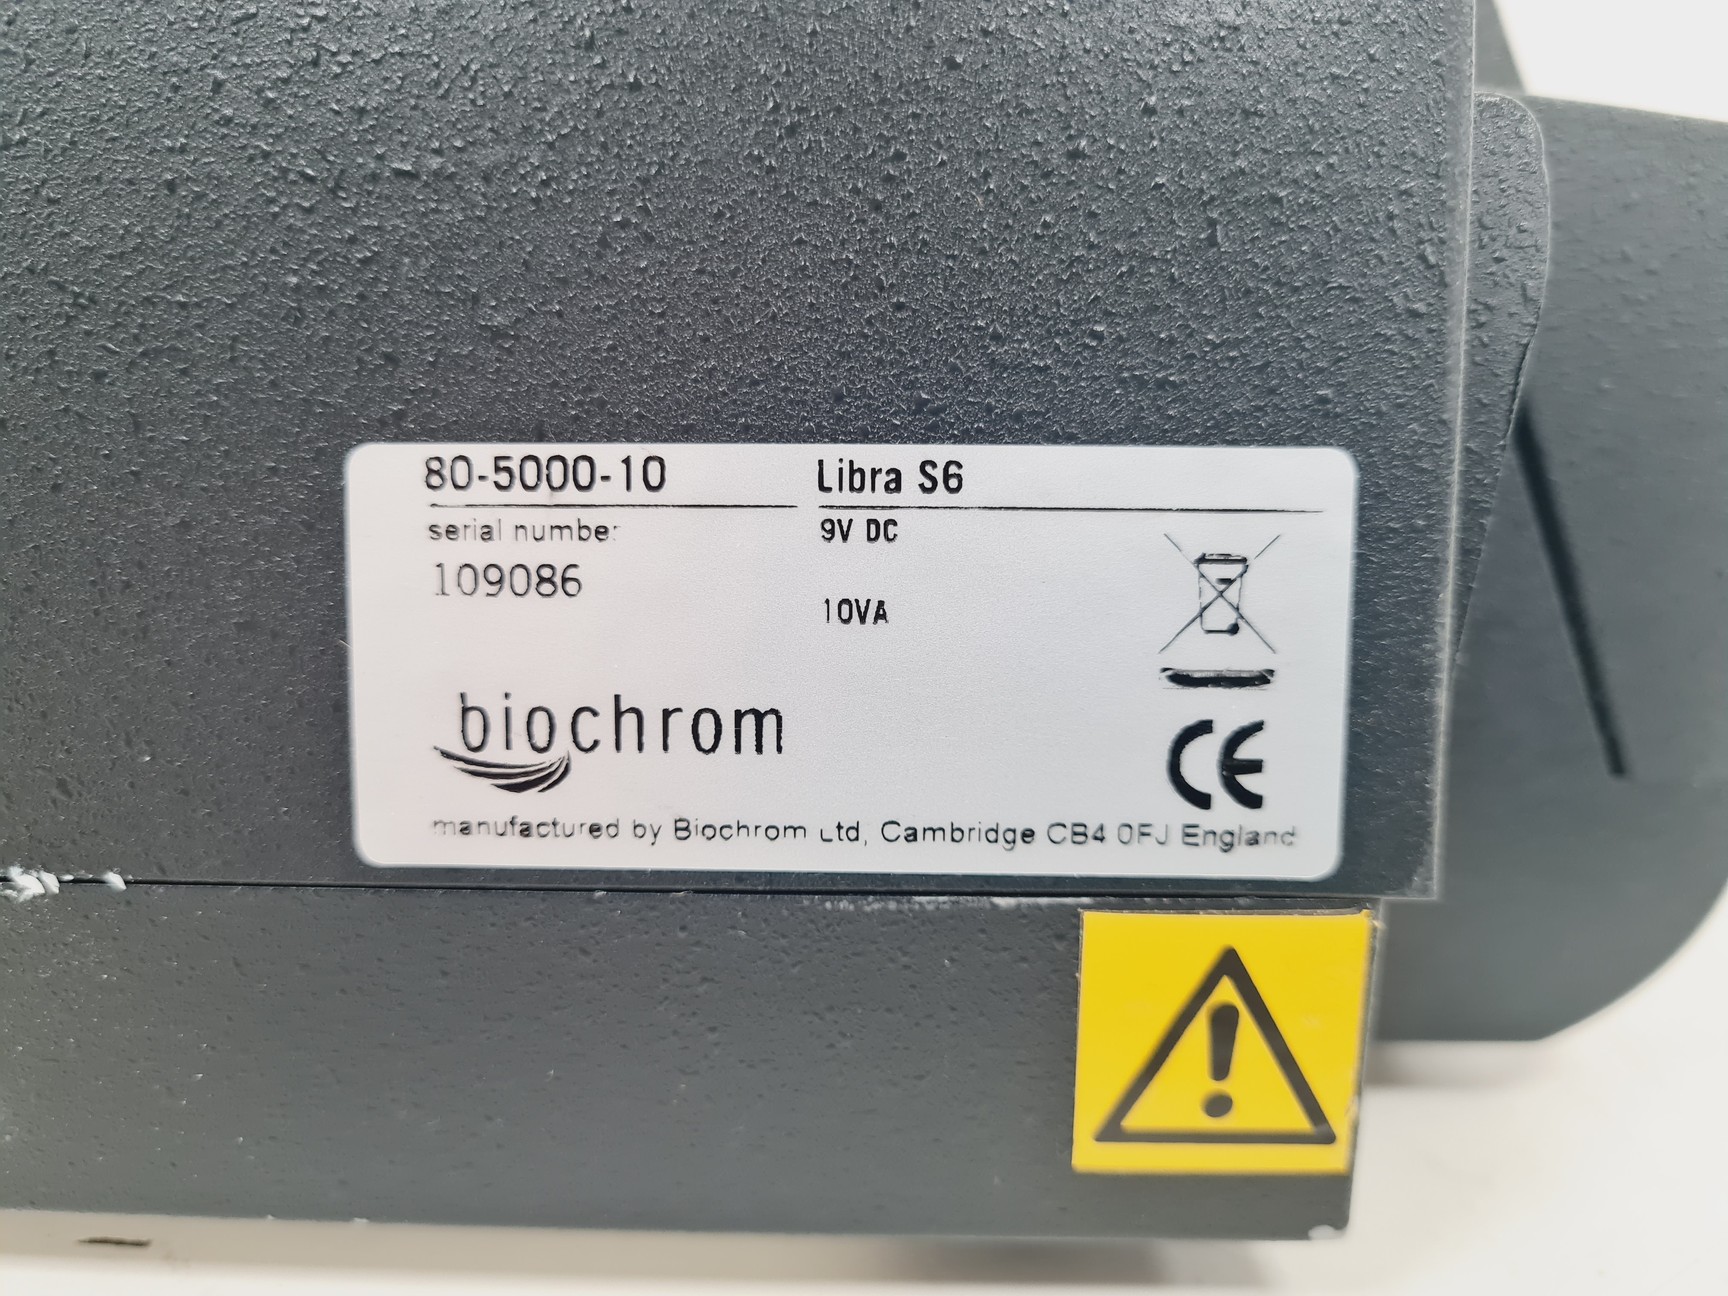 80-5000-10 Libra S6
serial number 9V DC
109086
10VA
biochrom
CE
manufactured by Biochrom Ltd, Cambridge CB4 0FJ England
!